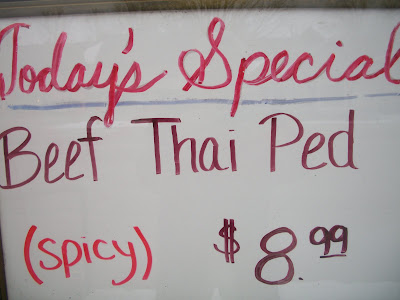 Today's Special
Beef Thai Ped
(spicy) $8.99